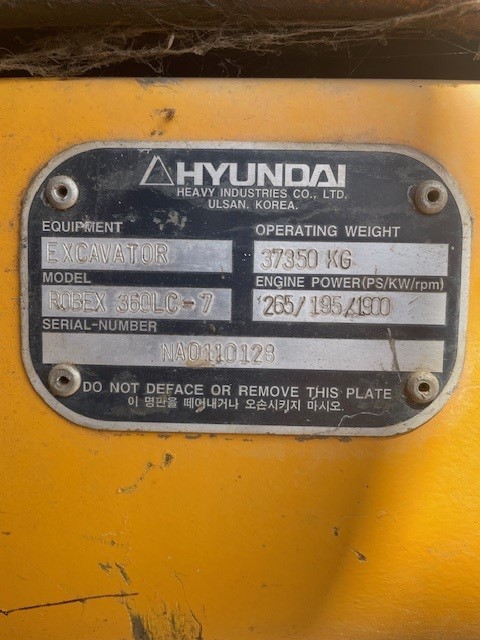 HYUNDAI
HEAVY INDUSTRIES CO., LTD.
ULSAN. KOREA.
EQUIPMENT OPERATING WEIGHT
EXCAVATOR 37350 KG
MODEL ENGINE POWER(PS/KW/rpm)
ROBEX 360LC-7 265/195/1900
SERIAL-NUMBER
NA0110128
DO NOT DEFACE OR REMOVE THIS PLATE
이 명판을 떼어내거나 오손시키지 마시오.